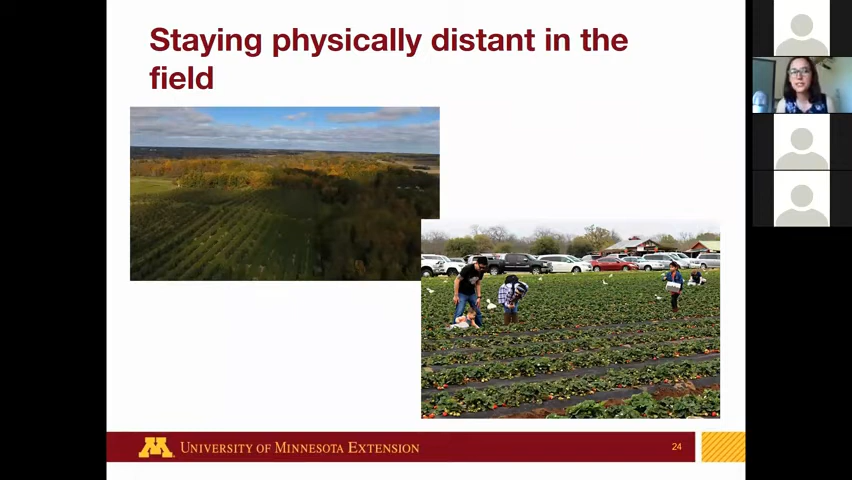 Staying physically distant in the
field
M
UNIVERSITY OF MINNESOTA EXTENSION
24